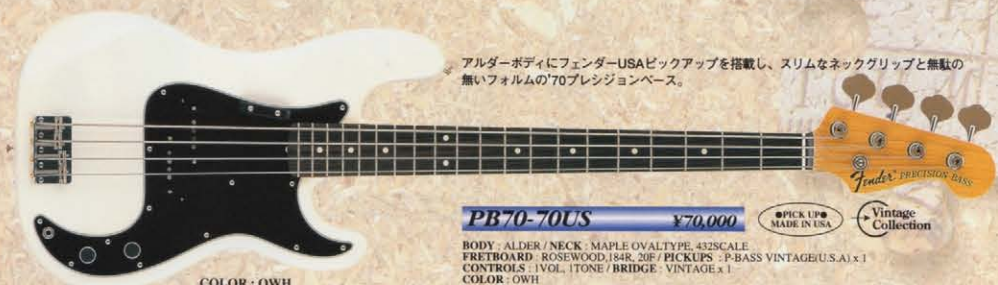 アルダーボディにフェンダーUSAピックアップを搭載し、スリムなネックグリップと無駄の
無いフォルムの'70プレシジョンベース。
Fender PRECISION BASS
PB70-70US ¥70,000
●PICK UP●
MADE IN USA
Vintage
Collection
BODY : ALDER / NECK : MAPLE OVALTYPE, 432SCALE
FRETBOARD : ROSEWOOD,184R, 20F / PICKUPS : P-BASS VINTAGE(U.S.A) x 1
CONTROLS : 1VOL, 1TONE / BRIDGE : VINTAGE x 1
COLOR : OWH
COLOR : OWH